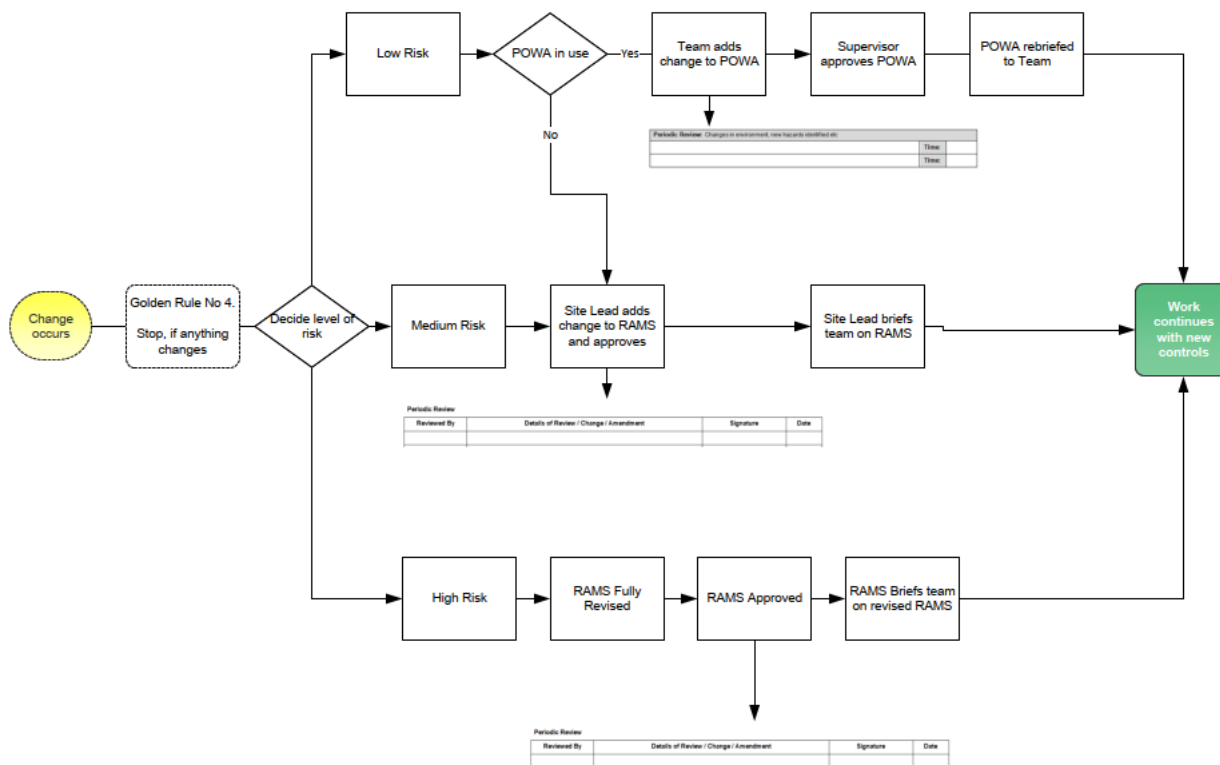 Low Risk
POWA in use
Yes
No
Team adds
change to POWA
Supervisor
approves POWA
POWA rebriefed
to Team
Periodic Review: Changes in environment, new hazards identified etc
Time:
Time:
Change
occurs
Golden Rule No 4.
Stop, if anything
changes
Decide level of
risk
Medium Risk
Site Lead adds
change to RAMS
and approves
Site Lead briefs
team on RAMS
Work
continues
with new
controls
Periodic Review
Reviewed By Details of Review / Change / Amendment Signature Date
High Risk
RAMS Fully
Revised
RAMS Approved
RAMS Briefs team
on revised RAMS
Periodic Review
Reviewed By Details of Review / Change / Amendment Signature Date